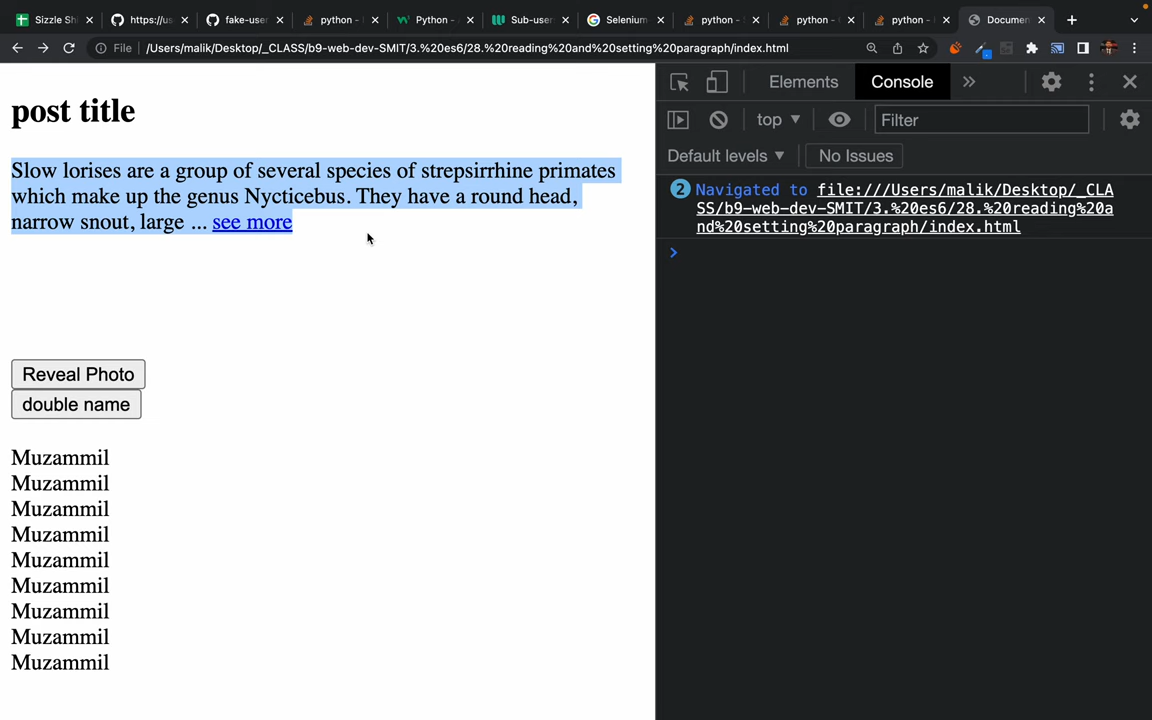 Sizzle Sh
https://us
fake-user
python -
Python - 
Sub-user
Selenium
python -
python -
python -
Documen
File /Users/malik/Desktop/_CLASS/b9-web-dev-SMIT/3.%20es6/28.%20reading%20and%20setting%20paragraph/index.html
post title
Slow lorises are a group of several species of strepsirrhine primates
which make up the genus Nycticebus. They have a round head,
narrow snout, large ... see more
Reveal Photo
double name
Muzammil
Muzammil
Muzammil
Muzammil
Muzammil
Muzammil
Muzammil
Muzammil
Muzammil
Elements Console
top Filter
Default levels No Issues
2 Navigated to file:///Users/malik/Desktop/_CLA
SS/b9-web-dev-SMIT/3.%20es6/28.%20reading%20a
nd%20setting%20paragraph/index.html